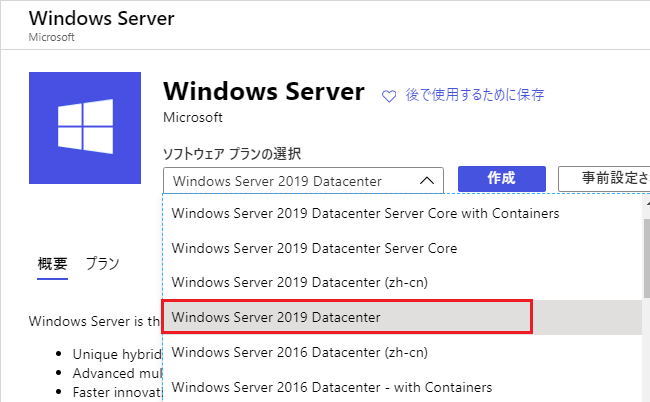 Windows Server
Microsoft
Windows Server
後で使用するために保存
Microsoft
ソフトウェア プランの選択
Windows Server 2019 Datacenter
作成
事前設定さ
Windows Server 2019 Datacenter Server Core with Containers
Windows Server 2019 Datacenter Server Core
概要
プラン
Windows Server 2019 Datacenter (zh-cn)
Windows Server is th
Windows Server 2019 Datacenter
Unique hybrid
Windows Server 2016 Datacenter (zh-cn)
Advanced mul
Faster innovati
Windows Server 2016 Datacenter - with Containers